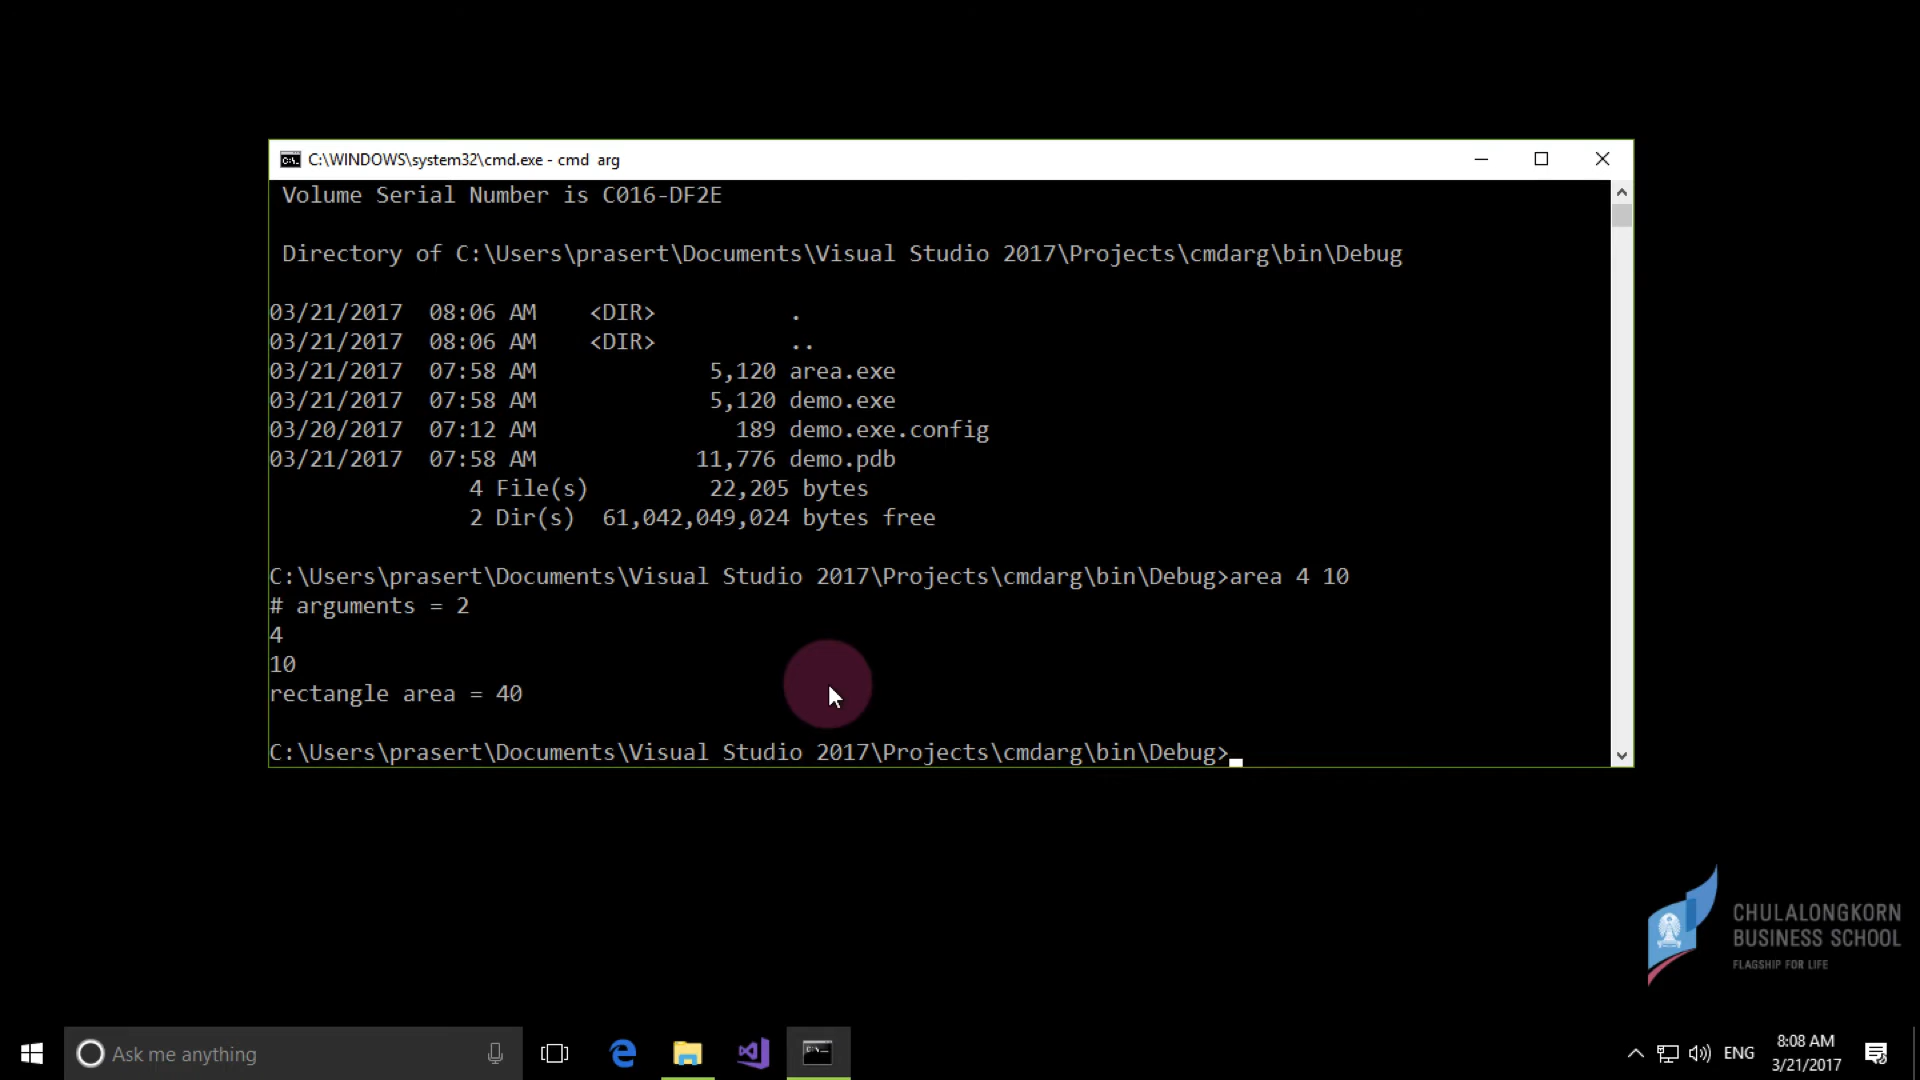 C:\WINDOWS\system32\cmd.exe - cmd arg
Volume Serial Number is C016-DF2E
Directory of C:\Users\prasert\Documents\Visual Studio 2017\Projects\cmdarg\bin\Debug
03/21/2017 08:06 AM <DIR> .
03/21/2017 08:06 AM <DIR> ..
03/21/2017 07:58 AM 5,120 area.exe
03/21/2017 07:58 AM 5,120 demo.exe
03/20/2017 07:12 AM 189 demo.exe.config
03/21/2017 07:58 AM 11,776 demo.pdb
4 File(s) 22,205 bytes
2 Dir(s) 61,042,049,024 bytes free
C:\Users\prasert\Documents\Visual Studio 2017\Projects\cmdarg\bin\Debug>area 4 10
# arguments = 2
4
10
rectangle area = 40
C:\Users\prasert\Documents\Visual Studio 2017\Projects\cmdarg\bin\Debug>
CHULALONGKORN
BUSINESS SCHOOL
FLAGSHIP FOR LIFE
Ask me anything
ENG
8:08 AM
3/21/2017